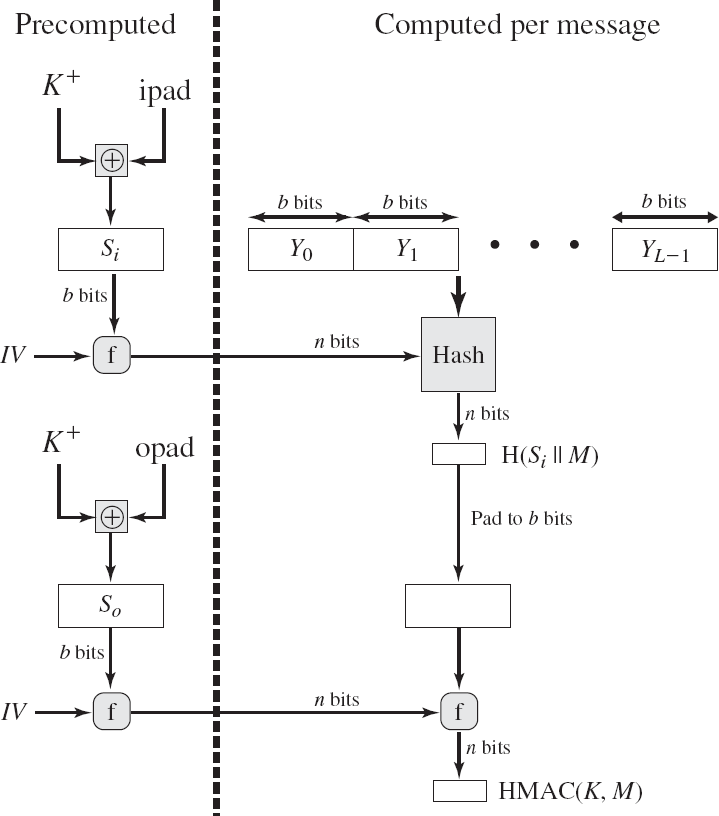 Precomputed
Computed per message
K+
ipad
⊕
b bits
b bits
b bits
Si
Y0
Y1
• • •
YL−1
b bits
IV
f
n bits
Hash
n bits
H(Si || M)
K+
opad
⊕
Pad to b bits
So
b bits
IV
f
n bits
f
n bits
HMAC(K, M)